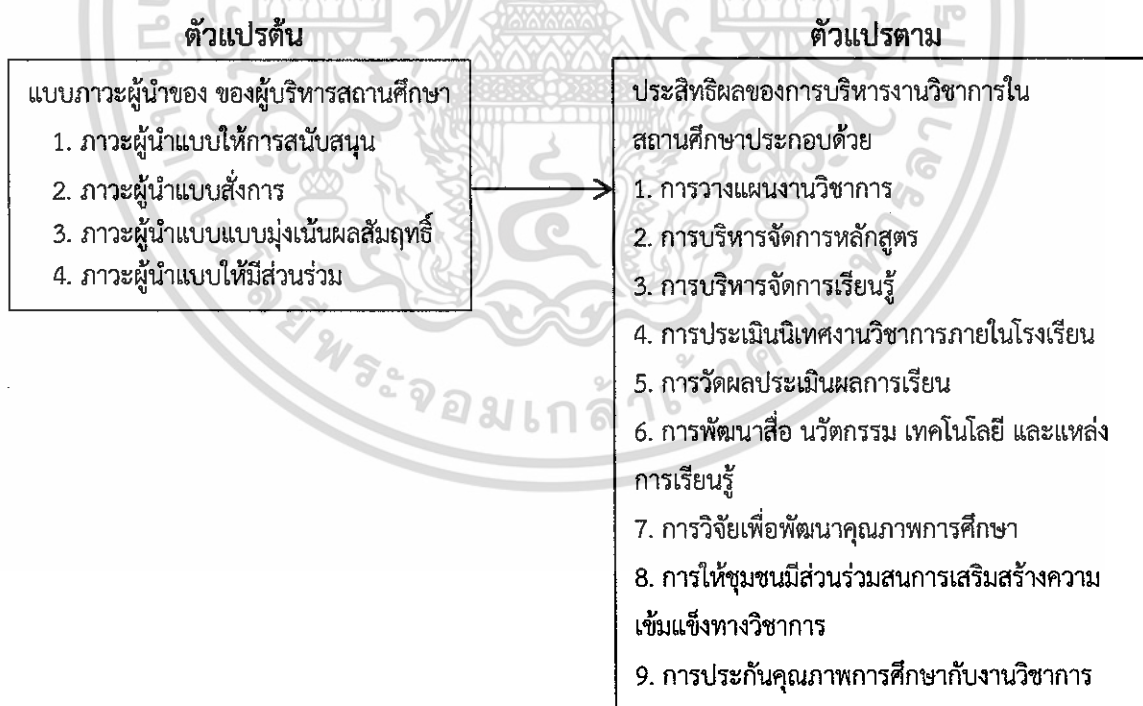 ตัวแปรต้น
แบบภาวะผู้นำของ ของผู้บริหารสถานศึกษา
1. ภาวะผู้นำแบบให้การสนับสนุน
2. ภาวะผู้นำแบบสั่งการ
3. ภาวะผู้นำแบบแบบมุ่งเน้นผลสัมฤทธิ์
4. ภาวะผู้นำแบบให้มีส่วนร่วม
ตัวแปรตาม
ประสิทธิผลของการบริหารงานวิชาการใน
สถานศึกษาประกอบด้วย
1. การวางแผนงานวิชาการ
2. การบริหารจัดการหลักสูตร
3. การบริหารจัดการเรียนรู้
4. การประเมินนิเทศงานวิชาการภายในโรงเรียน
5. การวัดผลประเมินผลการเรียน
6. การพัฒนาสื่อ นวัตกรรม เทคโนโลยี และแหล่ง
การเรียนรู้
7. การวิจัยเพื่อพัฒนาคุณภาพการศึกษา
8. การให้ชุมชนมีส่วนร่วมสนการเสริมสร้างความ
เข้มแข็งทางวิชาการ
9. การประกันคุณภาพการศึกษากับงานวิชาการ